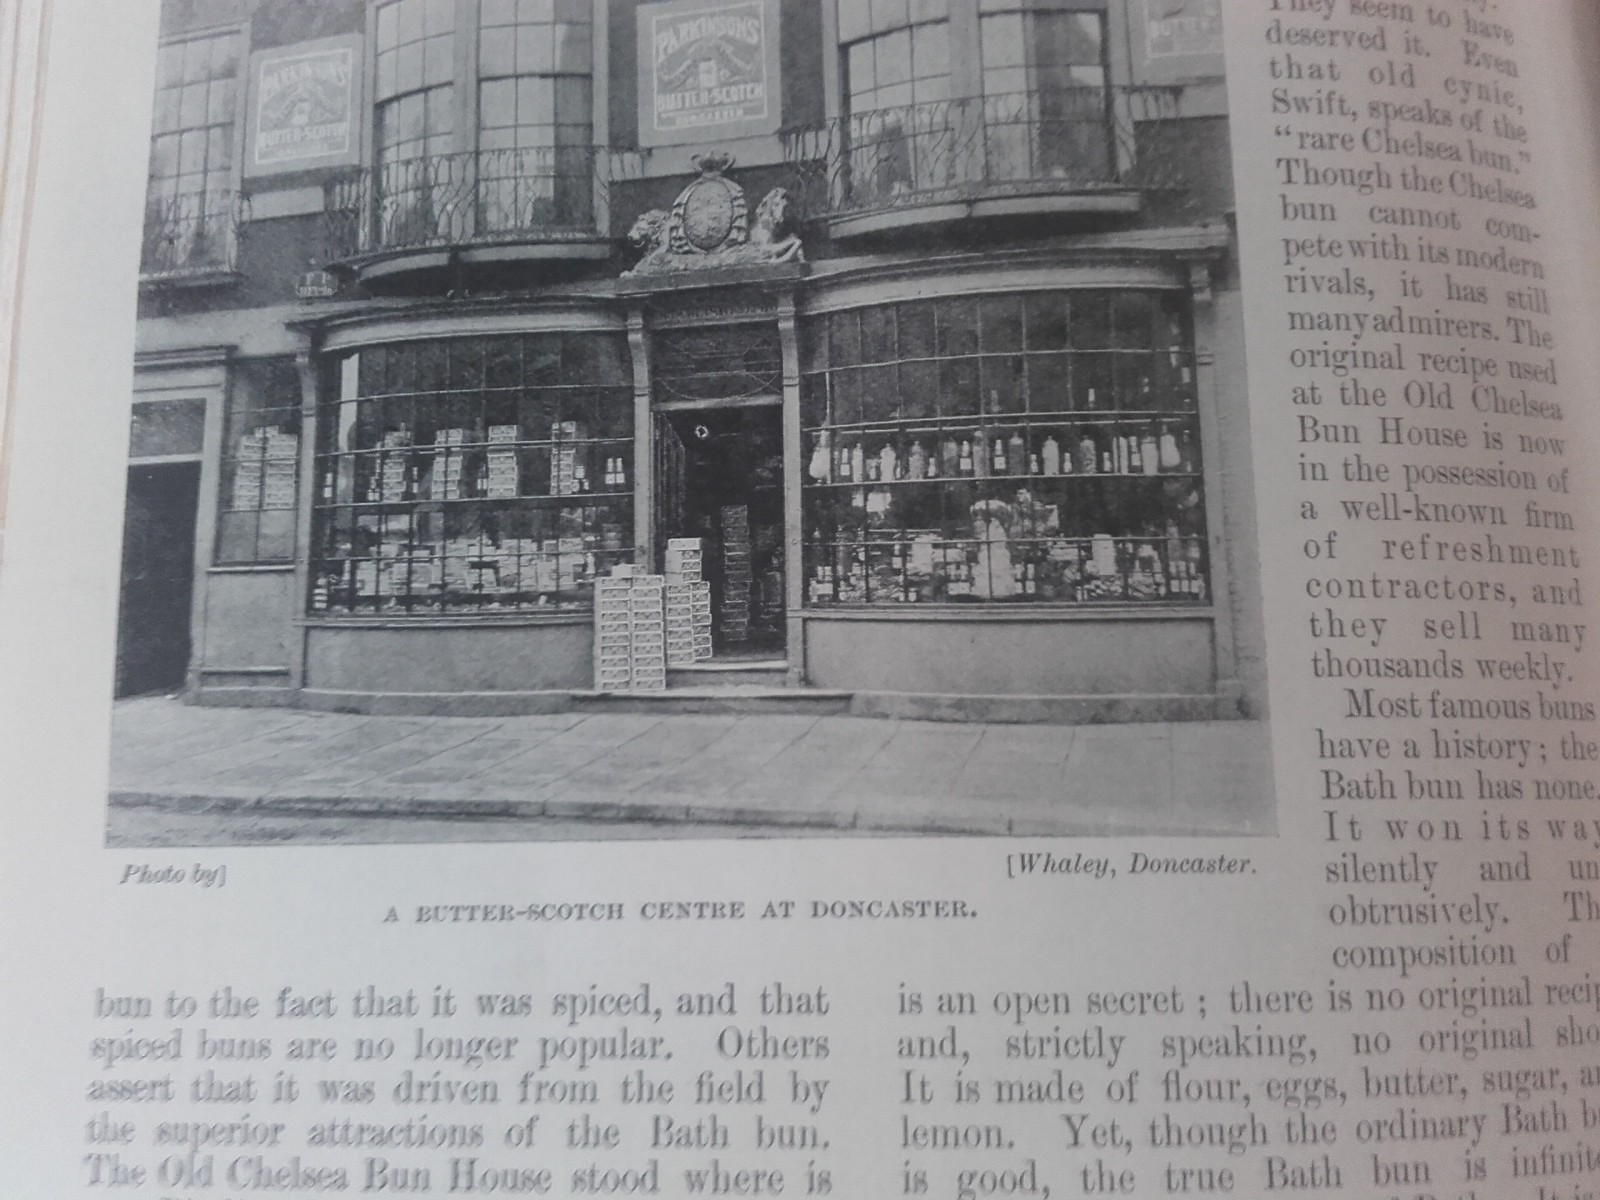 PARKINSONS
BUTTER-SCOTCH
PARKINSONS
BUTTER-SCOTCH
DONCASTER
Photo by]
[Whaley, Doncaster.
A BUTTER-SCOTCH CENTRE AT DONCASTER.
bun to the fact that it was spiced, and that
spiced buns are no longer popular. Others
assert that it was driven from the field by
the superior attractions of the Bath bun.
The Old Chelsea Bun House stood where is
They seem to have
deserved it. Even
that old cynic,
Swift, speaks of the
"rare Chelsea bun."
Though the Chelsea
bun cannot com-
pete with its modern
rivals, it has still
many admirers. The
original recipe used
at the Old Chelsea
Bun House is now
in the possession of
a well-known firm
of refreshment
contractors, and
they sell many
thousands weekly.
Most famous buns
have a history; the
Bath bun has none.
It won its way
silently and un
obtrusively. Th
composition of
is an open secret; there is no original recip
and, strictly speaking, no original sho
It is made of flour, eggs, butter, sugar, a
lemon. Yet, though the ordinary Bath b
is good, the true Bath bun is infinit